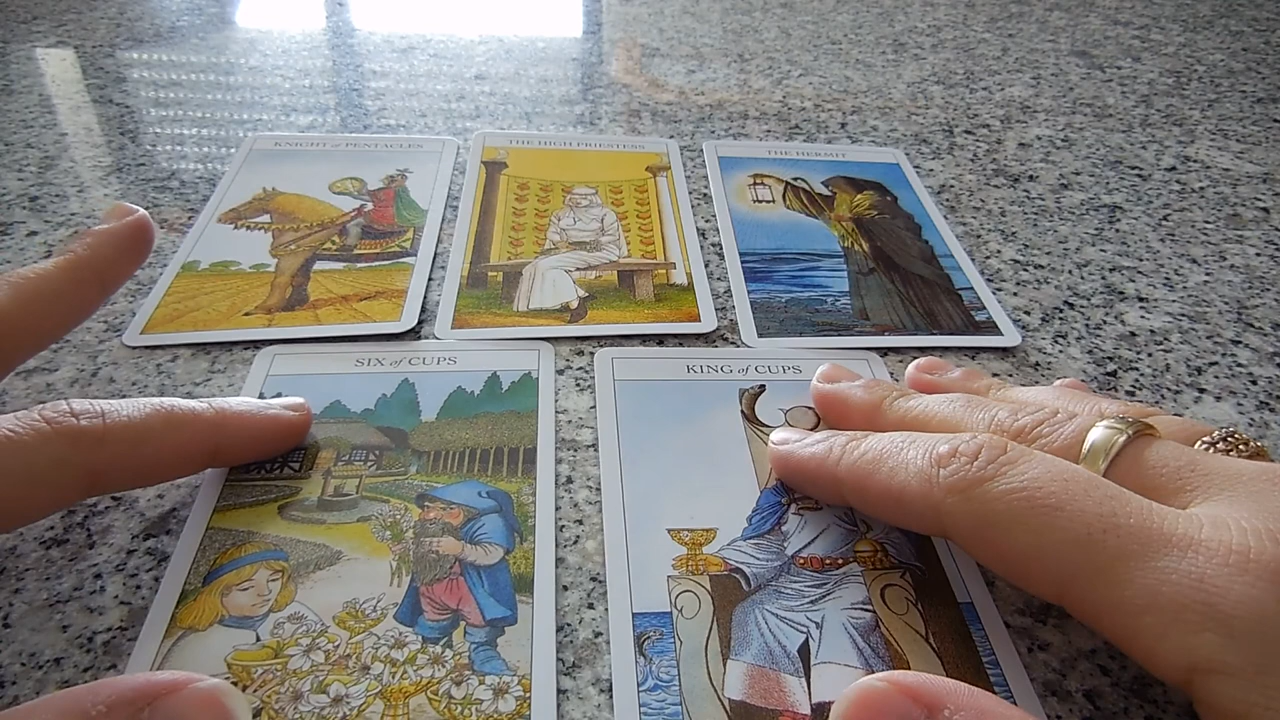 KNIGHT of PENTACLES
THE HIGH PRIESTESS
THE HERMIT
SIX of CUPS
KING of CUPS